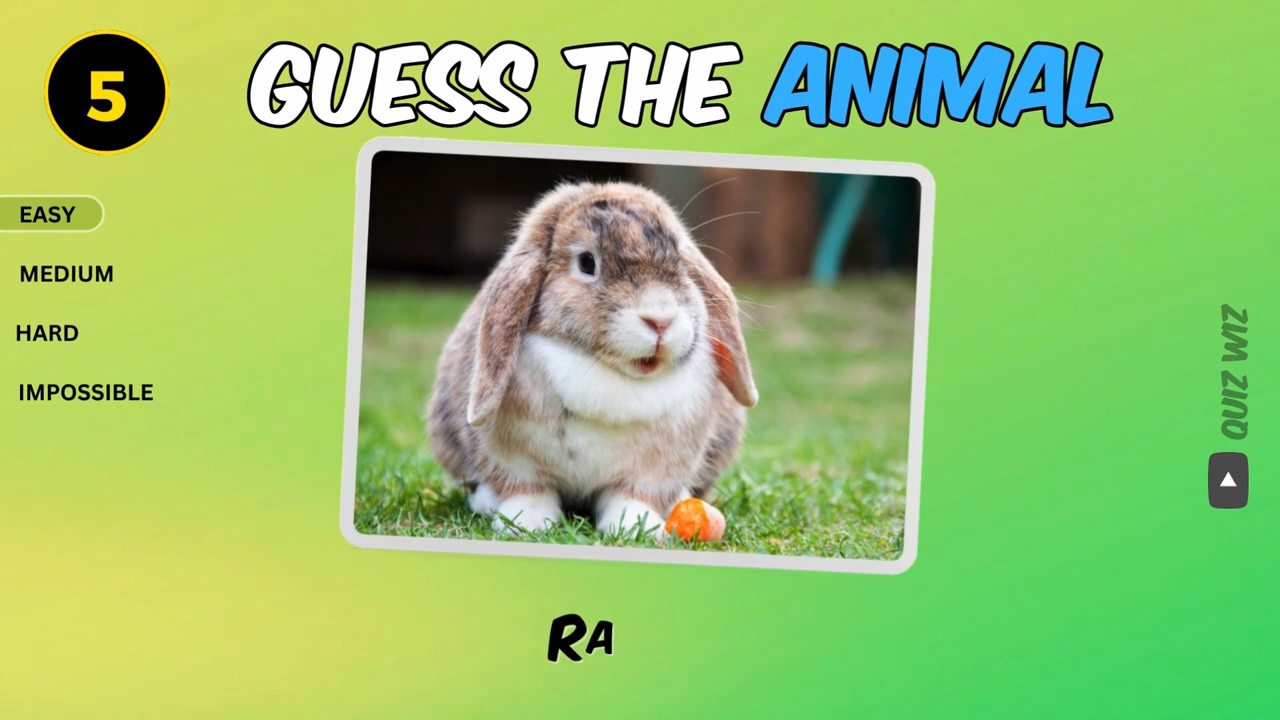 5
GUESS THE ANIMAL
EASY
MEDIUM
HARD
IMPOSSIBLE
QUIZ WIZ
RA